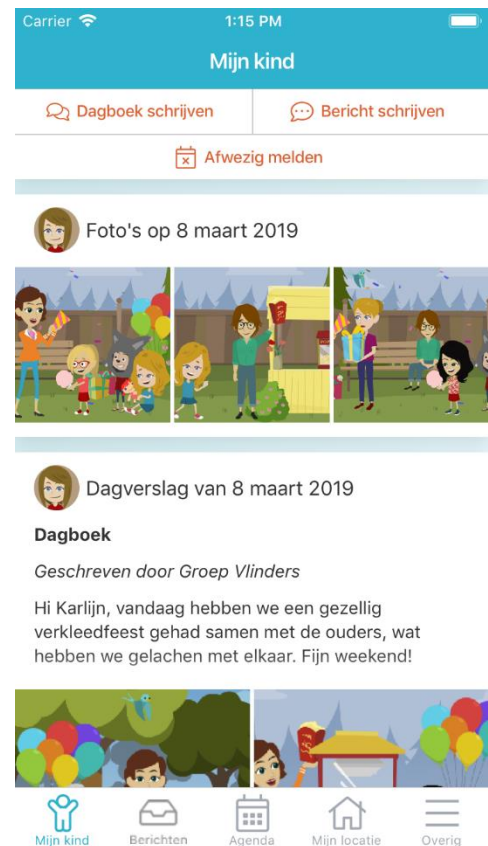 Carrier 1:15 PM
Mijn kind
Dagboek schrijven
Bericht schrijven
Afwezig melden
Foto's op 8 maart 2019
Dagverslag van 8 maart 2019
Dagboek
Geschreven door Groep Vlinders
Hi Karlijn, vandaag hebben we een gezellig
verkleedfeest gehad samen met de ouders, wat
hebben we gelachen met elkaar. Fijn weekend!
Mijn kind Berichten Agenda Mijn locatie Overig